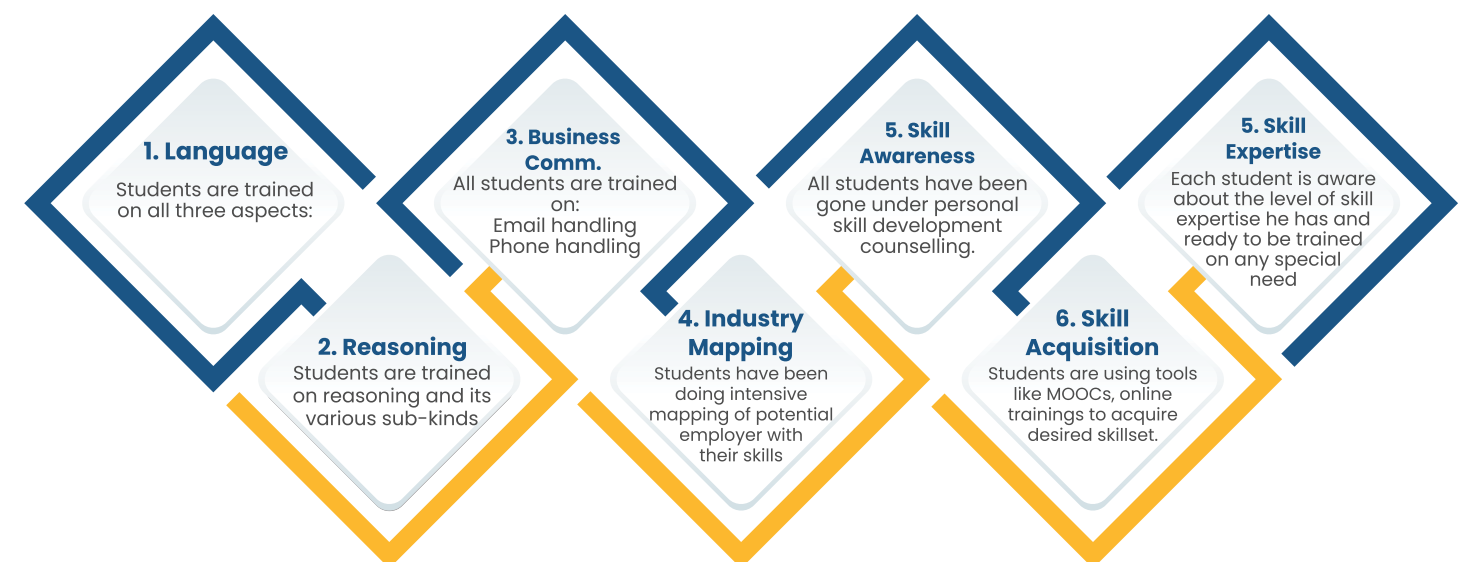 1. Language
Students are trained
on all three aspects:
2. Reasoning
Students are trained
on reasoning and its
various sub-kinds
3. Business
Comm.
All students are trained
on:
Email handling
Phone handling
4. Industry
Mapping
Students have been
doing intensive
mapping of potential
employer with
their skills
5. Skill
Awareness
All students have been
gone under personal
skill development
counselling.
6. Skill
Acquisition
Students are using tools
like MOOCs, online
trainings to acquire
desired skillset.
5. Skill
Expertise
Each student is aware
about the level of skill
expertise he has and
ready to be trained
on any special
need